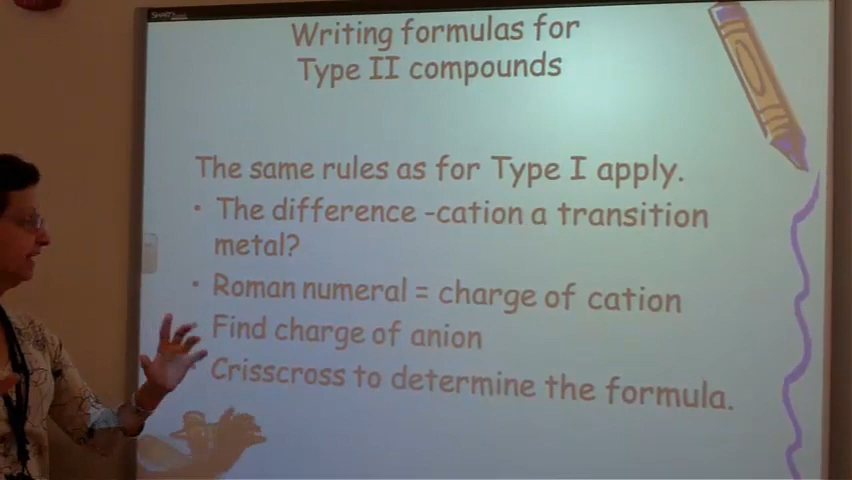 Writing formulas for
Type II compounds
The same rules as for Type I apply.
• The difference -cation a transition
metal?
• Roman numeral = charge of cation
Find charge of anion
Crisscross to determine the formula.